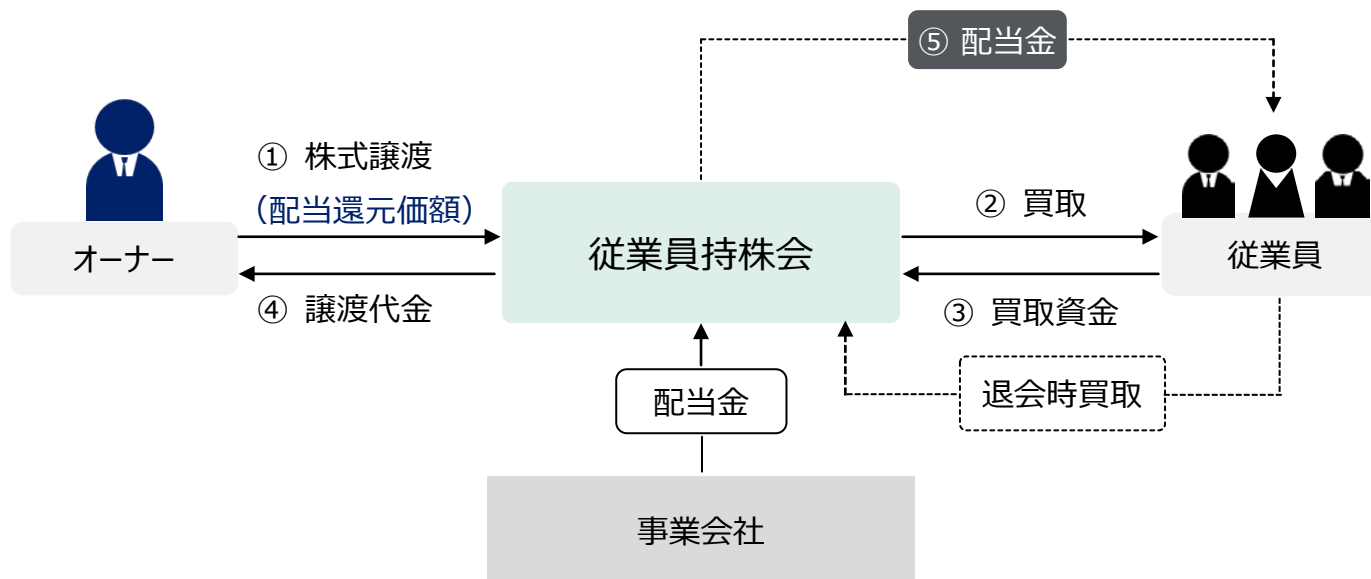 ⑤ 配当金
① 株式譲渡
（配当還元価額）
② 買取
オーナー
従業員持株会
従業員
④ 譲渡代金
③ 買取資金
配当金
退会時買取
事業会社